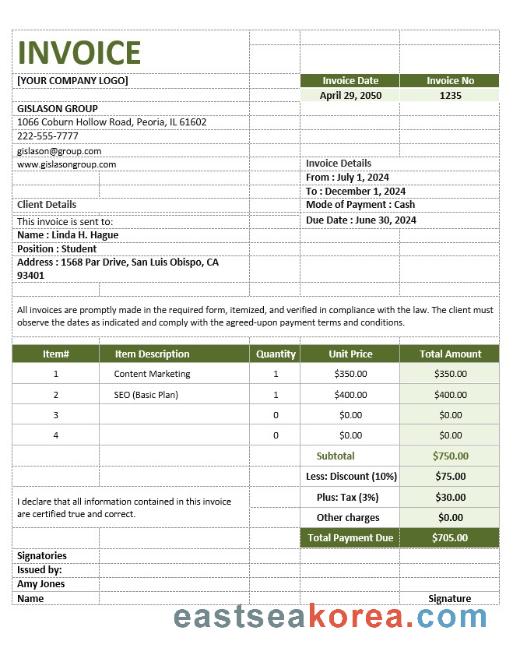 INVOICE
[YOUR COMPANY LOGO]
Invoice Date Invoice No
April 29, 2050 1235
GISLASON GROUP
1066 Coburn Hollow Road, Peoria, IL 61602
222-555-7777
gislason@group.com
www.gislasongroup.com
Invoice Details
From : July 1, 2024
To : December 1, 2024
Client Details
Mode of Payment : Cash
This invoice is sent to:
Due Date : June 30, 2024
Name : Linda H. Hague
Position : Student
Address : 1568 Par Drive, San Luis Obispo, CA
93401
All invoices are promptly made in the required form, itemized, and verified in compliance with the law. The client must
observe the dates as indicated and comply with the agreed-upon payment terms and conditions.
Item# Item Description Quantity Unit Price Total Amount
1 Content Marketing 1 $350.00 $350.00
2 SEO (Basic Plan) 1 $400.00 $400.00
3 0 $0.00 $0.00
4 0 $0.00 $0.00
Subtotal $750.00
Less: Discount (10%) $75.00
Plus: Tax (3%) $30.00
I declare that all information contained in this invoice
are certified true and correct.
Other charges $0.00
Total Payment Due $705.00
Signatories
Issued by:
Amy Jones
Name Signature
eastseakorea.com